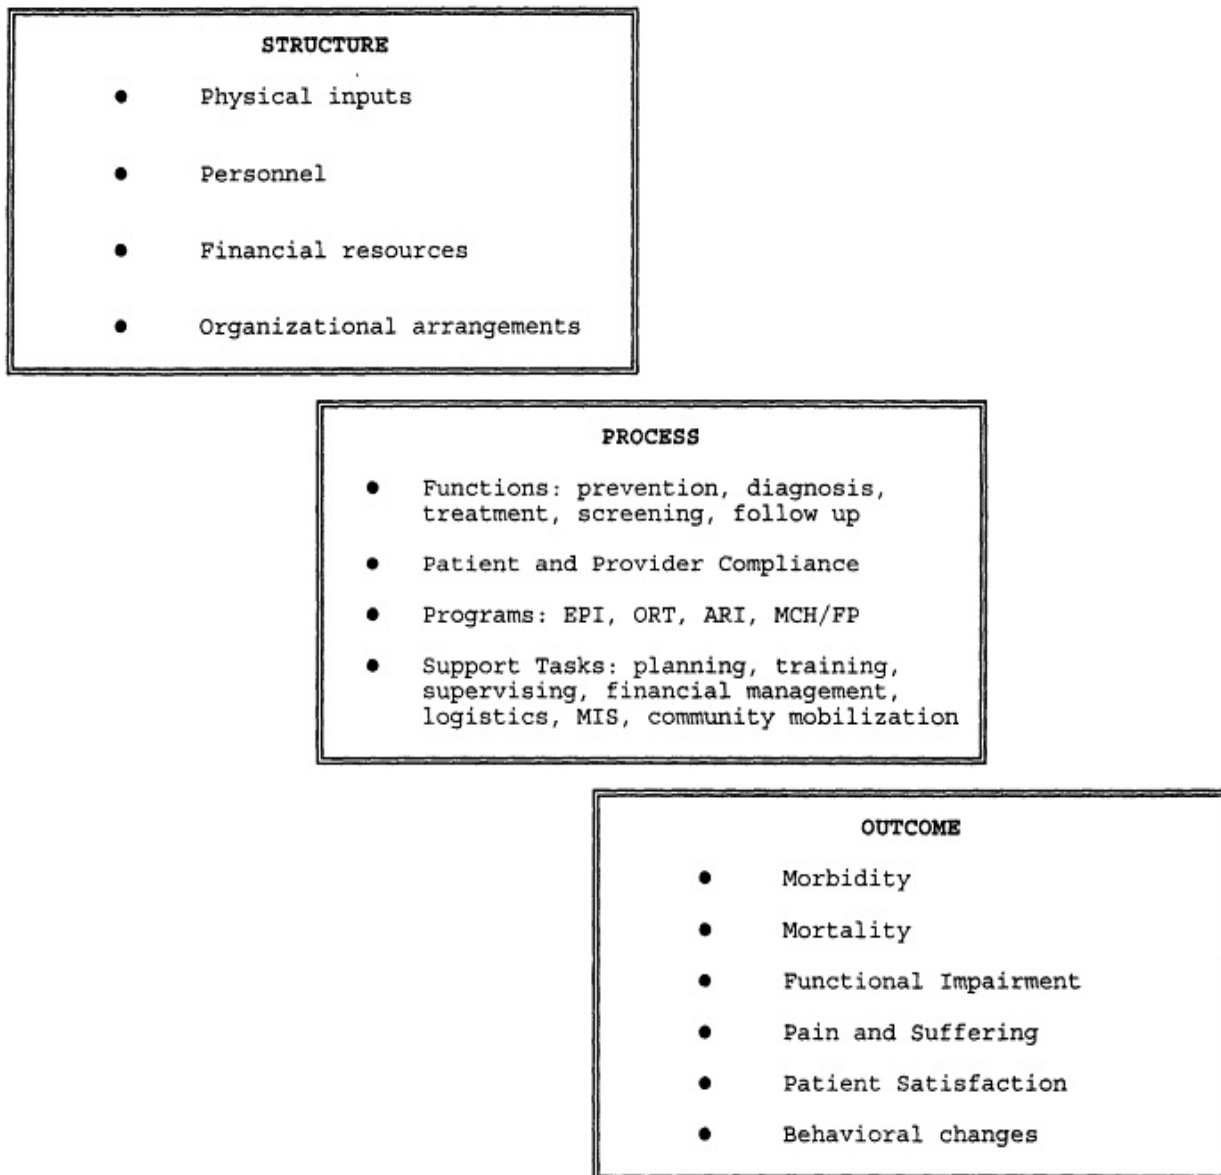 STRUCTURE
● Physical inputs
● Personnel
● Financial resources
● Organizational arrangements
PROCESS
● Functions: prevention, diagnosis,
treatment, screening, follow up
● Patient and Provider Compliance
● Programs: EPI, ORT, ARI, MCH/FP
● Support Tasks: planning, training,
supervising, financial management,
logistics, MIS, community mobilization
OUTCOME
● Morbidity
● Mortality
● Functional Impairment
● Pain and Suffering
● Patient Satisfaction
● Behavioral changes